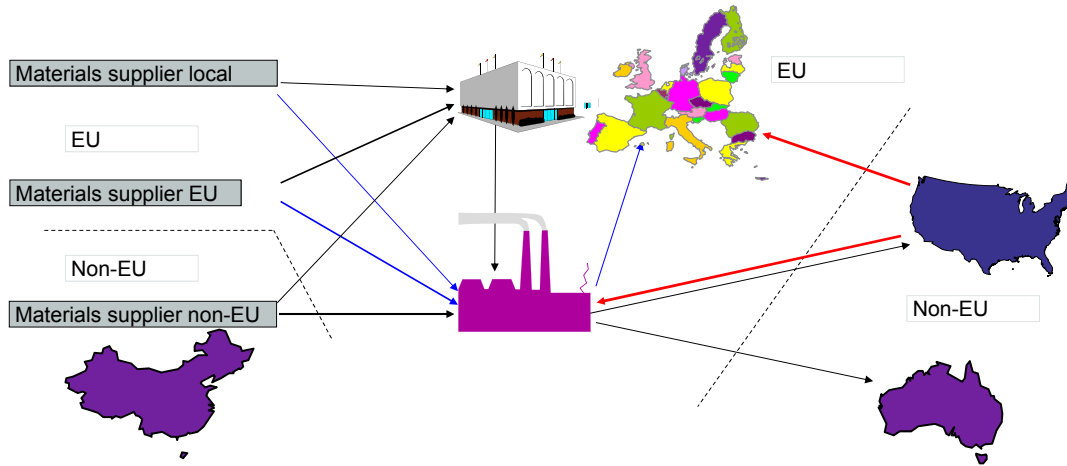 Materials supplier local
EU
EU
Materials supplier EU
Non-EU
Non-EU
Materials supplier non-EU